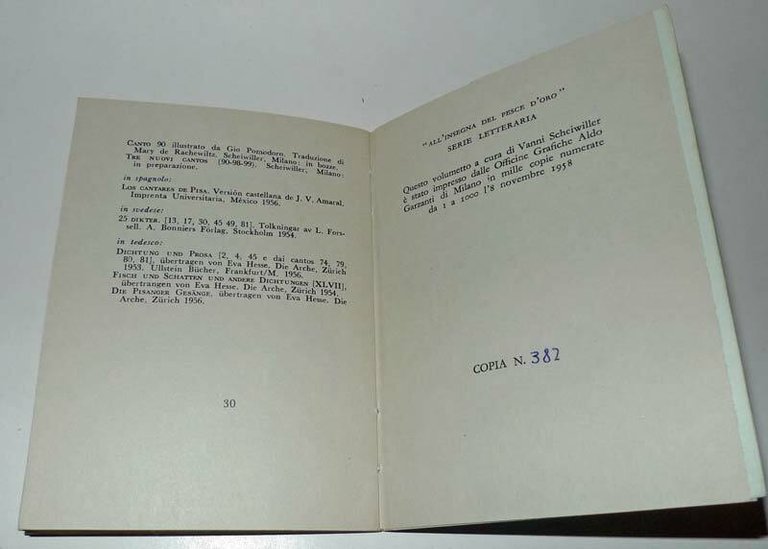 CANTO 90 illustrato da Gio Pomodoro. Traduzione di
Mary de Rachewiltz, Scheiwiller, Milano: in bozze.
TRE NUOVI CANTOS [90-98-99]. Scheiwiller, Milano:
in preparazione.
in spagnolo:
LOS CANTARES DE PISA. Versión castellana de J. V. Amaral.
Imprenta Universitaria, México 1956.
in svedese:
25 DIKTER. [13, 17, 30, 45 49, 81]. Tolkningar av L. Fors-
sell. A. Bonniers Förlag, Stockholm 1954.
in tedesco:
DICHTUNG UND PROSA [2, 4, 45 e dai cantos 74, 79,
80, 81], übertragen von Eva Hesse, Die Arche, Zürich
1953. Ullstein Bücher, Frankfurt/M. 1956.
FISCH UND SCHATTEN UND ANDERE DICHTUNGEN [XLVII],
übertrangen von Eva Hesse. Die Arche, Zürich 1954.
DIE PISANGER GESÄNGE, übertragen von Eva Hesse. Die
Arche, Zürich 1956.
30
"ALL'INSEGNA DEL PESCE D'ORO"
SERIE LETTERARIA
Questo volumetto a cura di Vanni Scheiwiller
è stato impresso dalle Officine Grafiche Aldo
Garzanti di Milano in mille copie numerate
da 1 a 1000 l'8 novembre 1958
COPIA N. 382